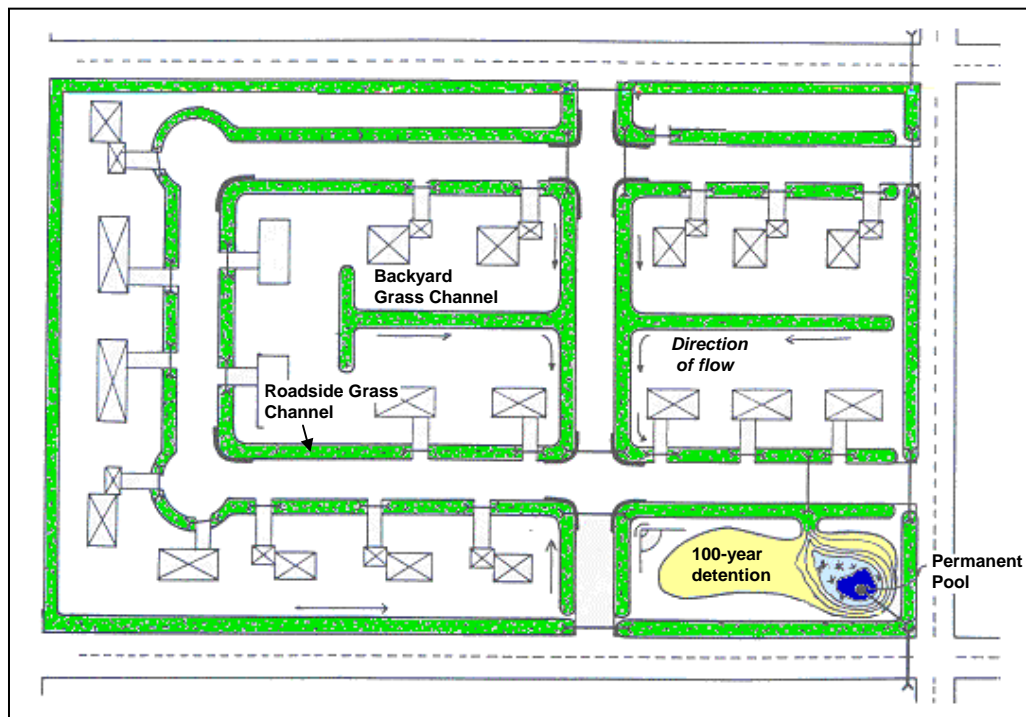 Backyard
Grass Channel
Direction
of flow
Roadside Grass
Channel
100-year
detention
Permanent
Pool